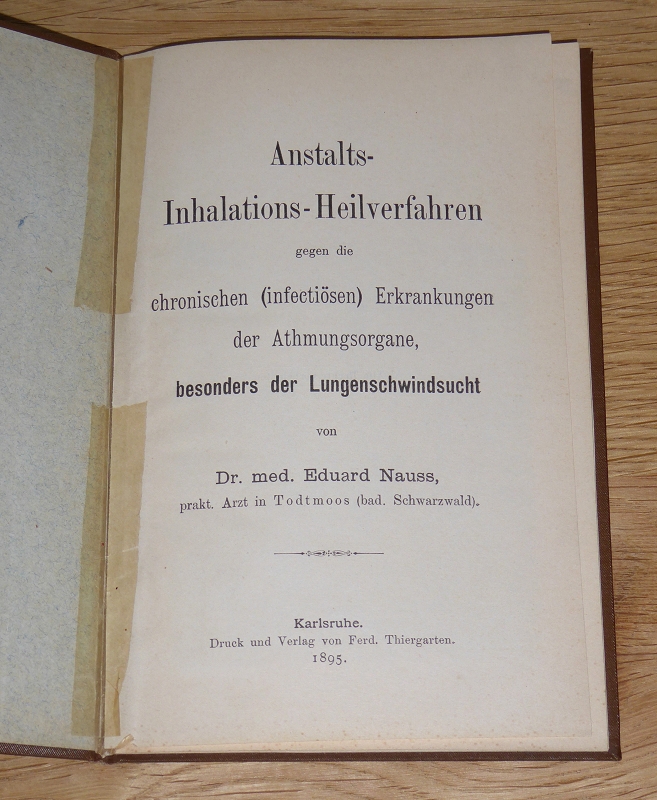 Anstalts-
Inhalations-Heilverfahren
gegen die
chronischen (infectiösen) Erkrankungen
der Athmungsorgane,
besonders der Lungenschwindsucht
von
Dr. med. Eduard Nauss,
prakt. Arzt in Todtmoos (bad. Schwarzwald).
Karlsruhe.
Druck und Verlag von Ferd. Thiergarten.
1895.